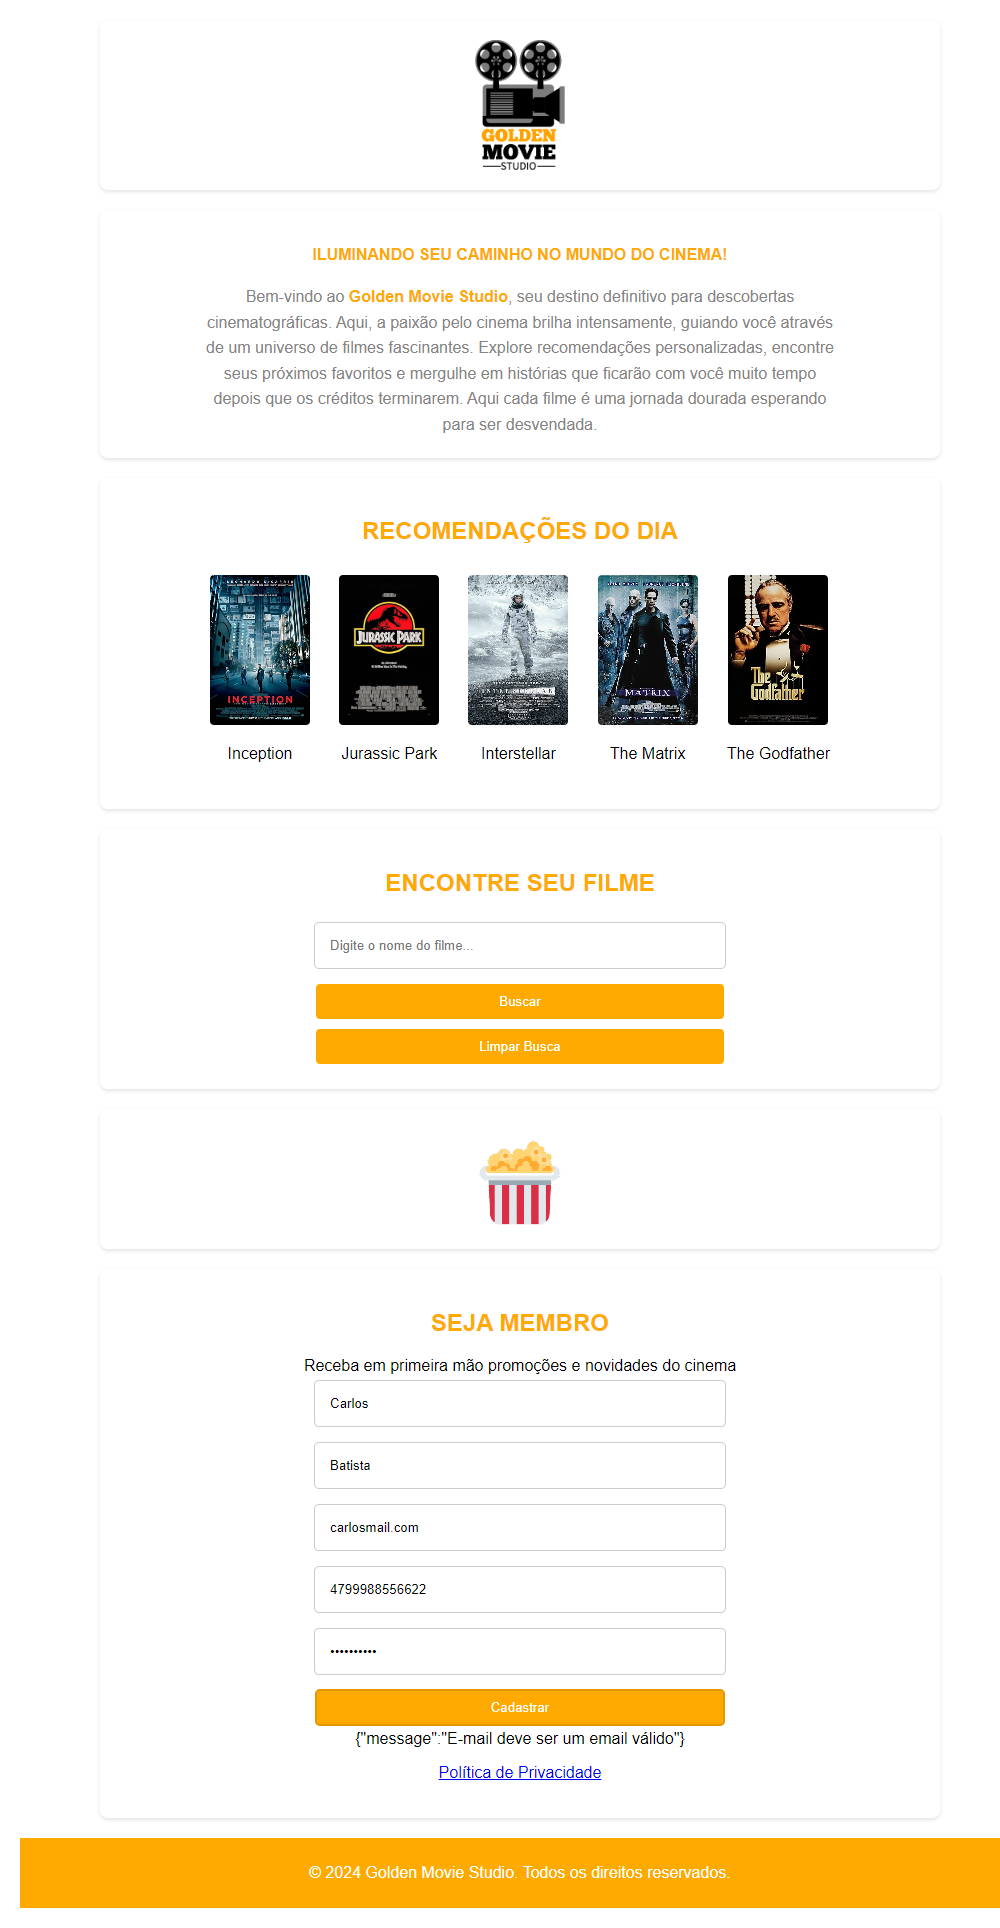 GOLDEN
MOVIE
STUDIO
ILUMINANDO SEU CAMINHO NO MUNDO DO CINEMA!
Bem-vindo ao Golden Movie Studio, seu destino definitivo para descobertas
cinematográficas. Aqui, a paixão pelo cinema brilha intensamente, guiando você através
de um universo de filmes fascinantes. Explore recomendações personalizadas, encontre
seus próximos favoritos e mergulhe em histórias que ficarão com você muito tempo
depois que os créditos terminarem. Aqui cada filme é uma jornada dourada esperando
para ser desvendada.
RECOMENDAÇÕES DO DIA
INCEPTION
JURASSIC PARK
INTERSTELLAR
MATRIX
The Godfather
Inception
Jurassic Park
Interstellar
The Matrix
The Godfather
ENCONTRE SEU FILME
Digite o nome do filme...
Buscar
Limpar Busca
SEJA MEMBRO
Receba em primeira mão promoções e novidades do cinema
Carlos
Batista
carlosmail.com
4799988556622
••••••••••
Cadastrar
{"message":"E-mail deve ser um email válido"}
Política de Privacidade
© 2024 Golden Movie Studio. Todos os direitos reservados.